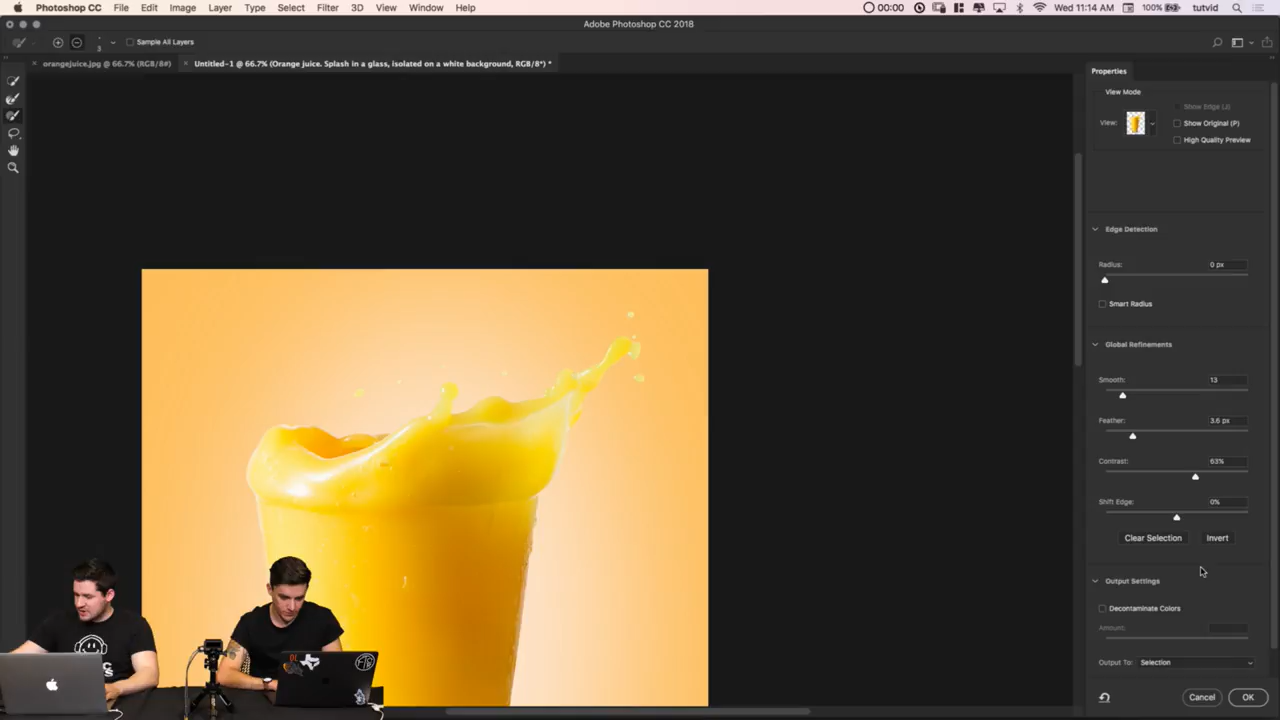 Photoshop CC File Edit Image Layer Type Select Filter 3D View Window Help 00:00 Wed 11:14 AM 100% tutvid
Adobe Photoshop CC 2018
3 Sample All Layers
orangejuice.jpg @ 66.7% (RGB/8#) Untitled-1 @ 66.7% (Orange juice. Splash in a glass, isolated on a white background, RGB/8*) *
Properties
View Mode
Show Edge (J)
View: Show Original (P)
High Quality Preview
Edge Detection
Radius: 0 px
Smart Radius
Global Refinements
Smooth: 13
Feather: 3.6 px
Contrast: 63%
Shift Edge: 0%
Clear Selection Invert
Output Settings
Decontaminate Colors
Amount:
Output To: Selection
Cancel OK